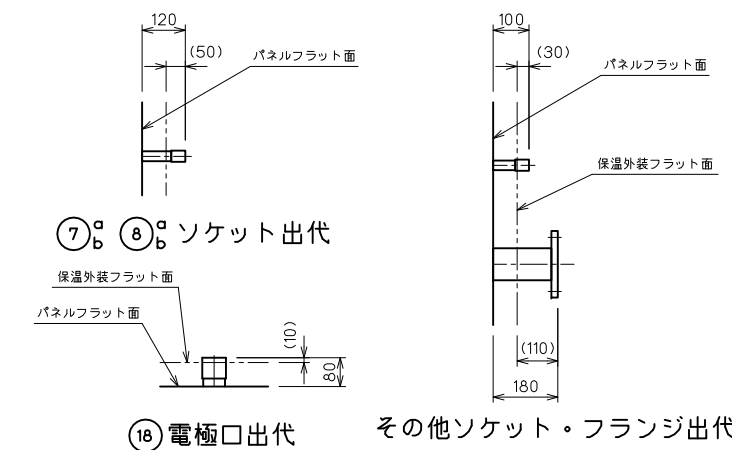 120
(50)
パネルフラット面
⑦a b ⑧a b ソケット出代
保温外装フラット面
パネルフラット面
(10)
80
⑱ 電極口出代
100
(30)
パネルフラット面
保温外装フラット面
(110)
180
その他ソケット・フランジ出代